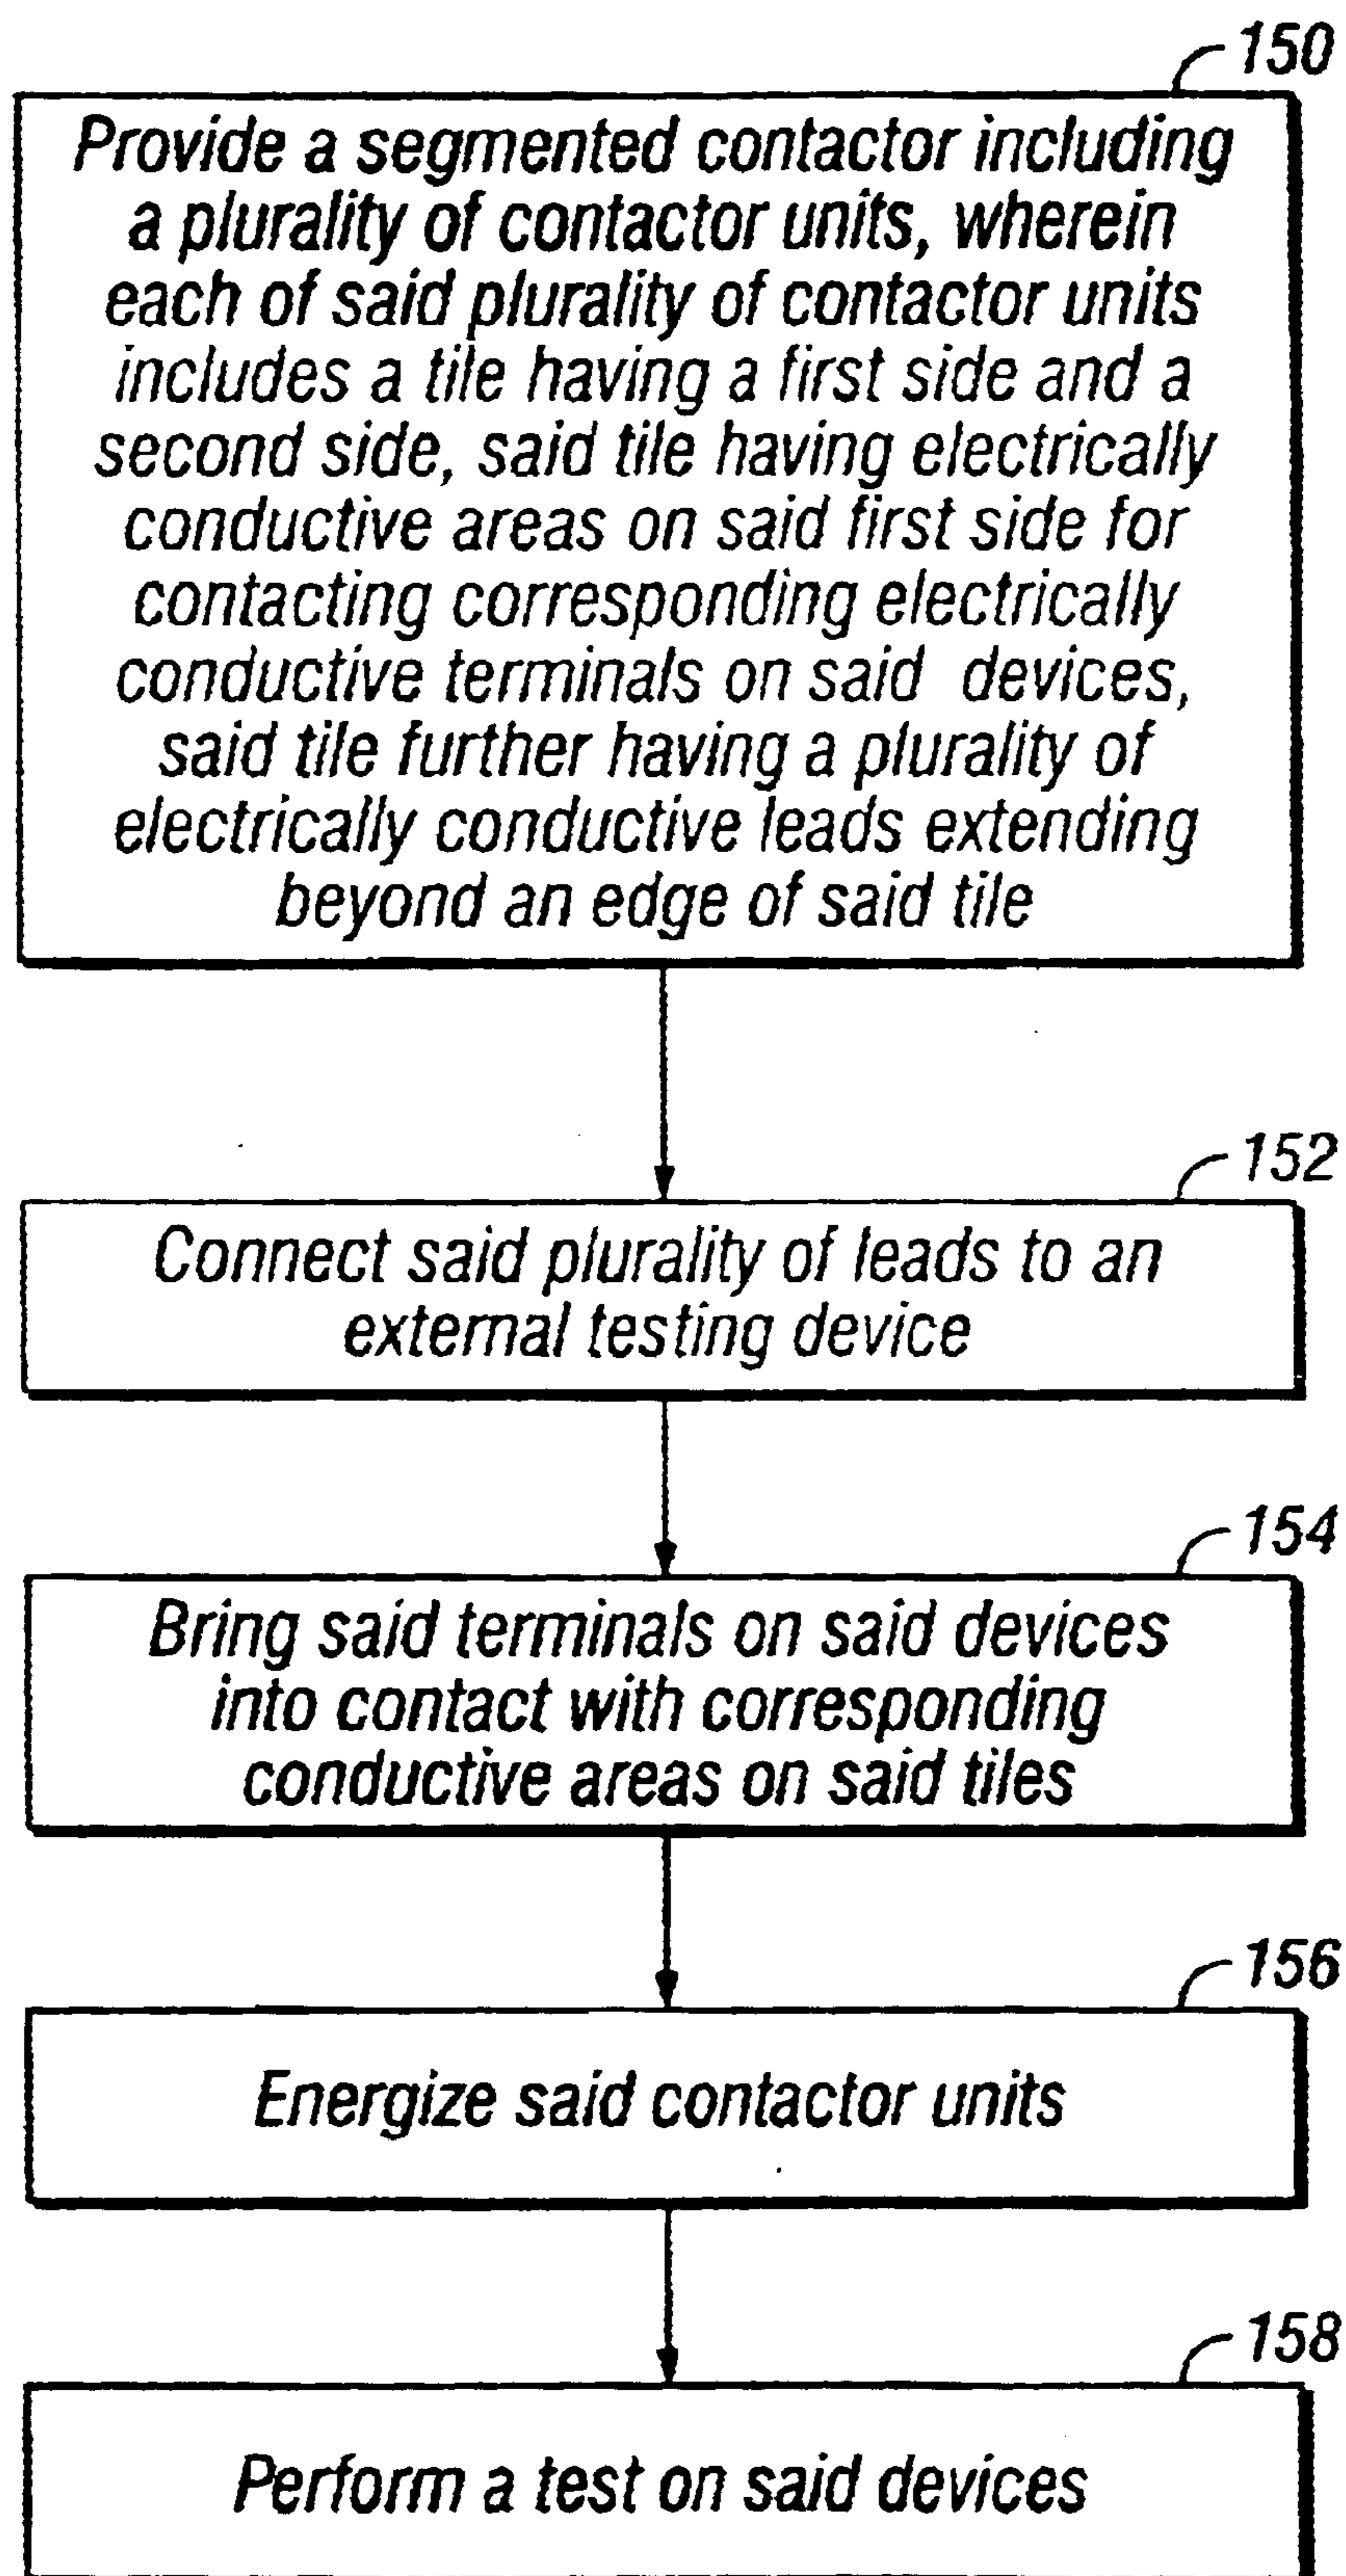 150
Provide a segmented contactor including
a plurality of contactor units, wherein
each of said plurality of contactor units
includes a tile having a first side and a
second side, said tile having electrically
conductive areas on said first side for
contacting corresponding electrically
conductive terminals on said devices,
said tile further having a plurality of
electrically conductive leads extending
beyond an edge of said tile
152
Connect said plurality of leads to an
external testing device
154
Bring said terminals on said devices
into contact with corresponding
conductive areas on said tiles
156
Energize said contactor units
158
Perform a test on said devices